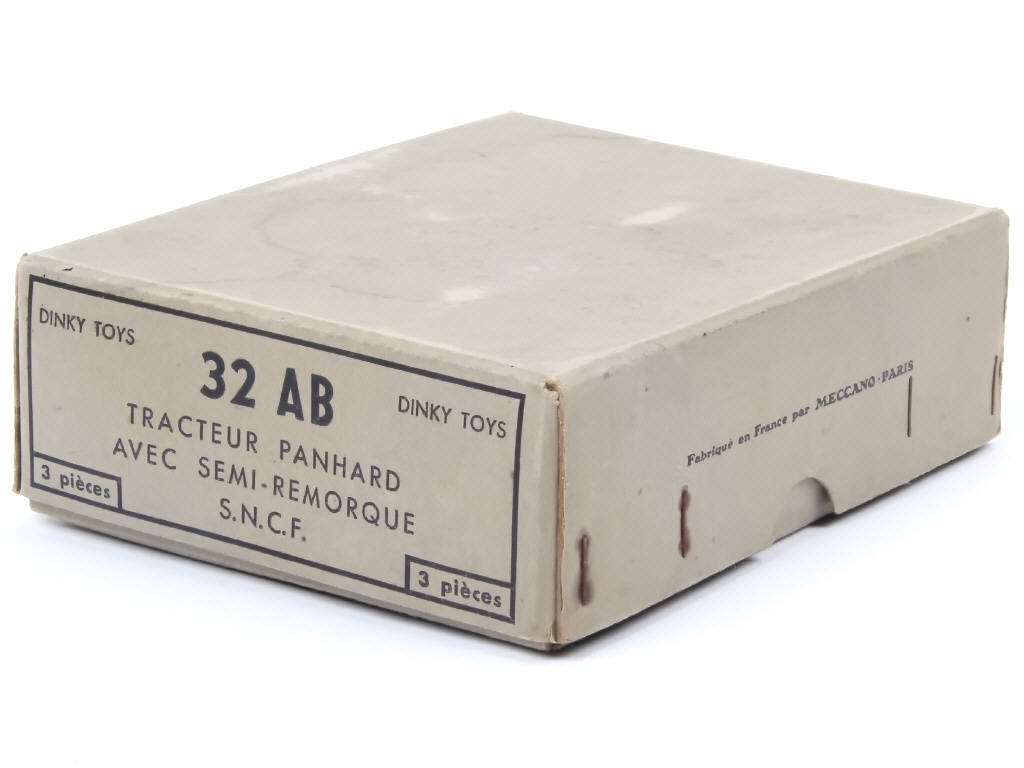 DINKY TOYS
32 AB
DINKY TOYS
TRACTEUR PANHARD
AVEC SEMI-REMORQUE
S.N.C.F.
3 pièces
3 pièces
Fabriqué en France par MECCANO-PARIS